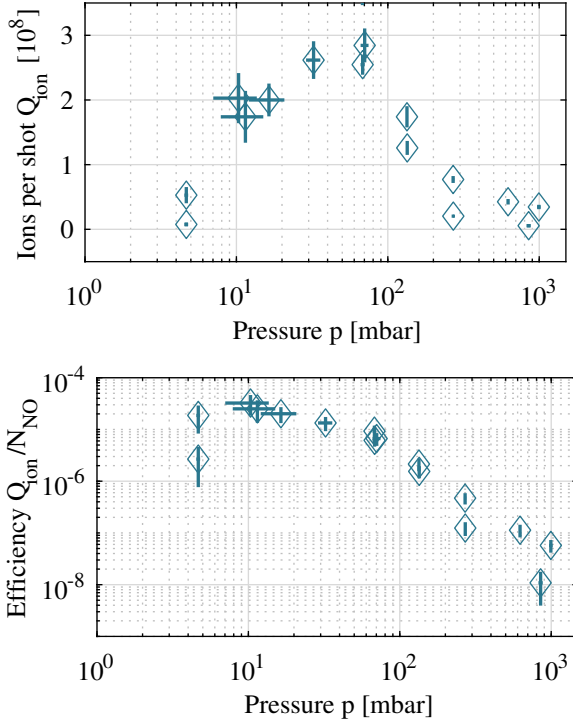 Ions per shot Q_ion [10^8]
3
2
1
0
10^0 10^1 10^2 10^3
Pressure p [mbar]
Efficiency Q_ion /N_NO
10^-4
10^-6
10^-8
10^0 10^1 10^2 10^3
Pressure p [mbar]